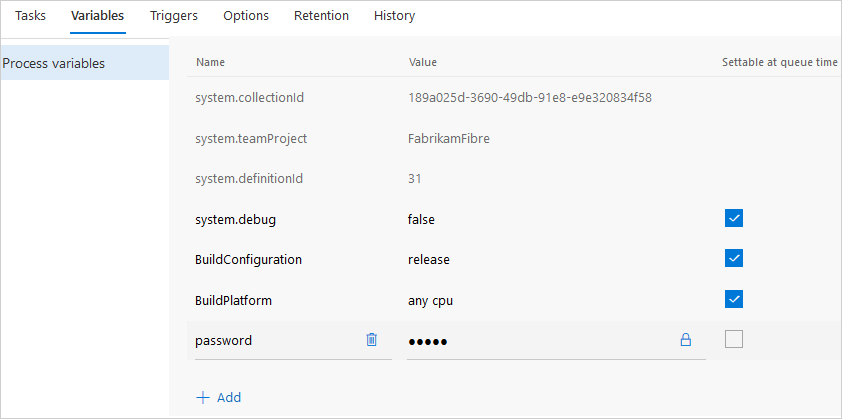 Tasks Variables Triggers Options Retention History
Process variables
Name Value Settable at queue time
system.collectionId 189a025d-3690-49db-91e8-e9e320834f58
system.teamProject FabrikamFibre
system.definitionId 31
system.debug false
BuildConfiguration release
BuildPlatform any cpu
password •••••
Add